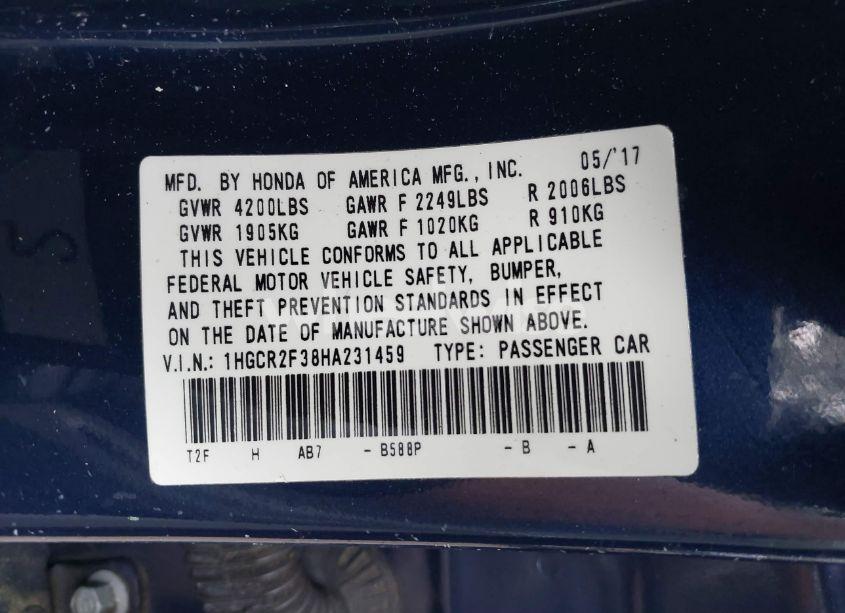 MFD. BY HONDA OF AMERICA MFG., INC. 05/'17
GVWR 4200LBS GAWR F 2249LBS R 2006LBS
GVWR 1905KG GAWR F 1020KG R 910KG
THIS VEHICLE CONFORMS TO ALL APPLICABLE
FEDERAL MOTOR VEHICLE SAFETY, BUMPER,
AND THEFT PREVENTION STANDARDS IN EFFECT
ON THE DATE OF MANUFACTURE SHOWN ABOVE.
V.I.N.: 1HGCR2F38HA231459 TYPE: PASSENGER CAR
T2F H AB7 - B588P - B - A